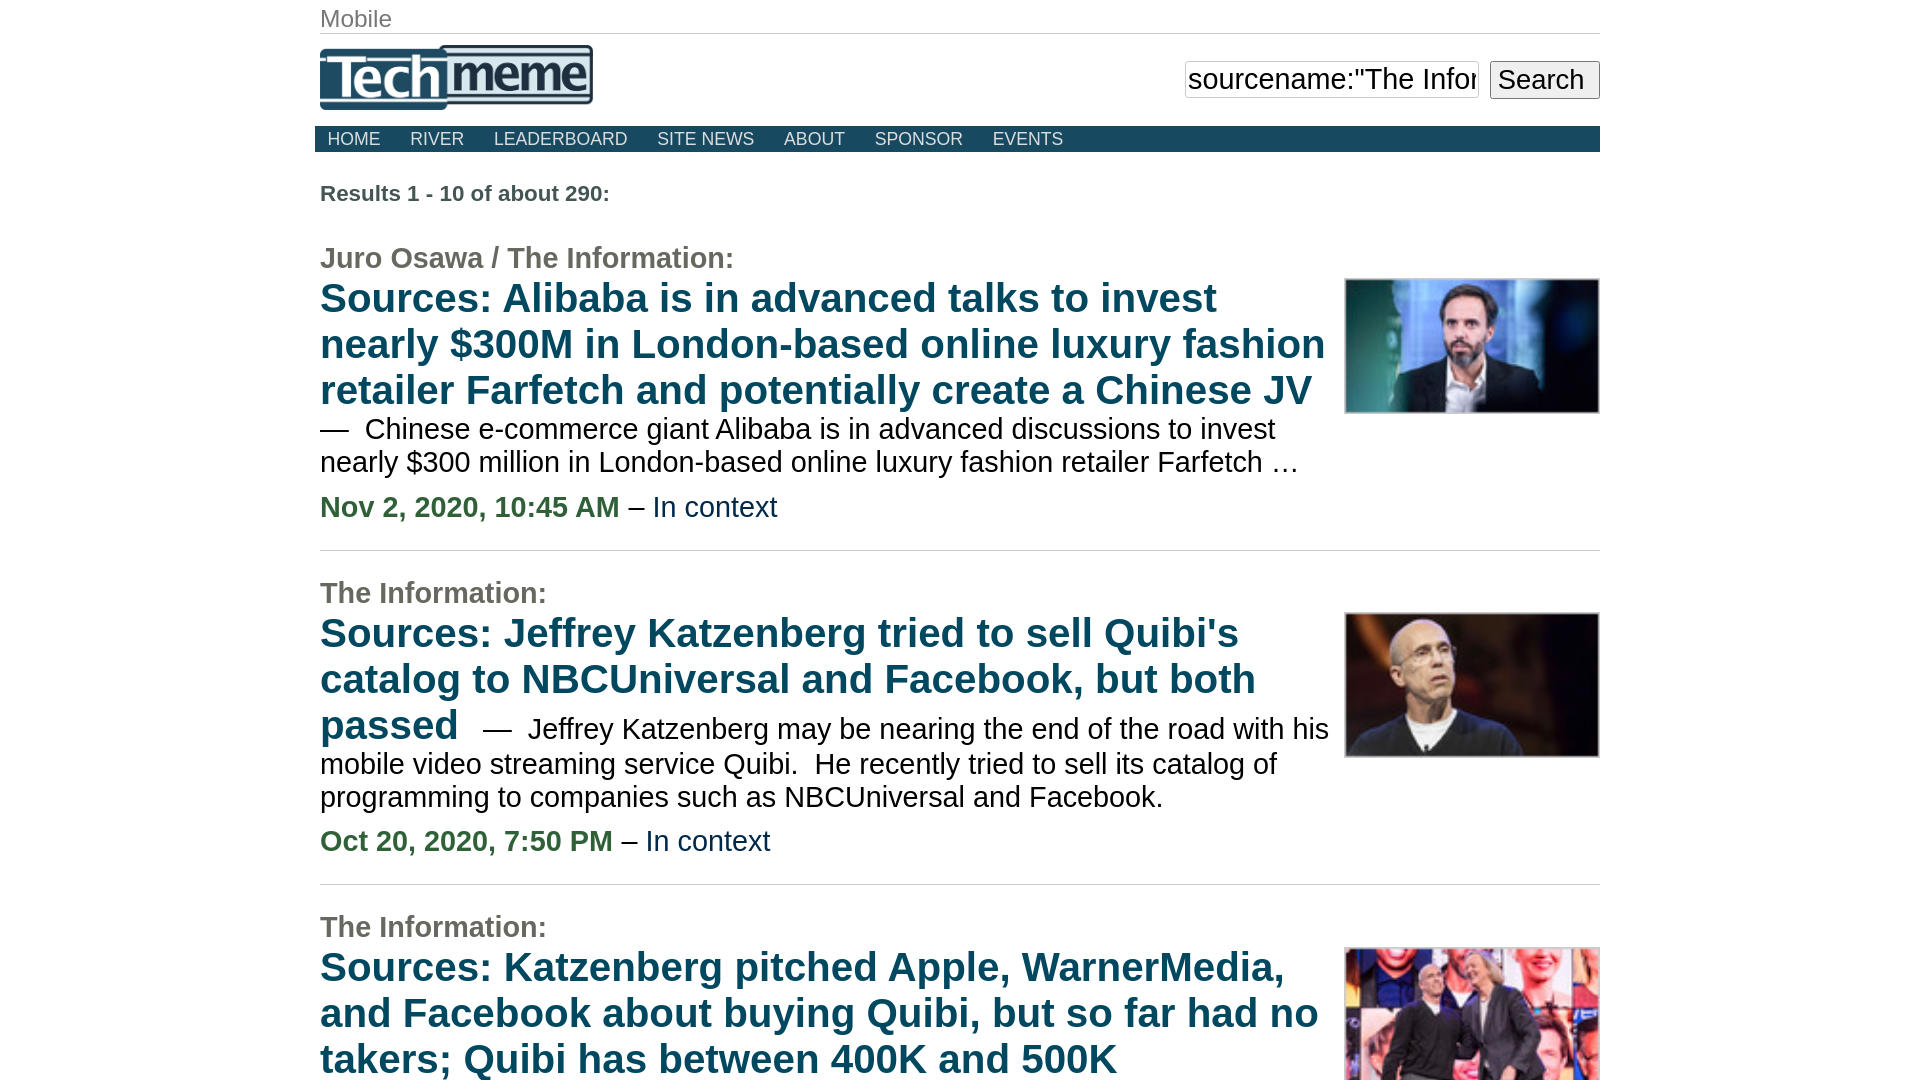 Mobile
Techmeme
sourcename:"The Infor
Search
HOME RIVER LEADERBOARD SITE NEWS ABOUT SPONSOR EVENTS
Results 1 - 10 of about 290:
Juro Osawa / The Information:
Sources: Alibaba is in advanced talks to invest
nearly $300M in London-based online luxury fashion
retailer Farfetch and potentially create a Chinese JV
— Chinese e-commerce giant Alibaba is in advanced discussions to invest
nearly $300 million in London-based online luxury fashion retailer Farfetch …
Nov 2, 2020, 10:45 AM – In context
The Information:
Sources: Jeffrey Katzenberg tried to sell Quibi's
catalog to NBCUniversal and Facebook, but both
passed — Jeffrey Katzenberg may be nearing the end of the road with his
mobile video streaming service Quibi. He recently tried to sell its catalog of
programming to companies such as NBCUniversal and Facebook.
Oct 20, 2020, 7:50 PM – In context
The Information:
Sources: Katzenberg pitched Apple, WarnerMedia,
and Facebook about buying Quibi, but so far had no
takers; Quibi has between 400K and 500K